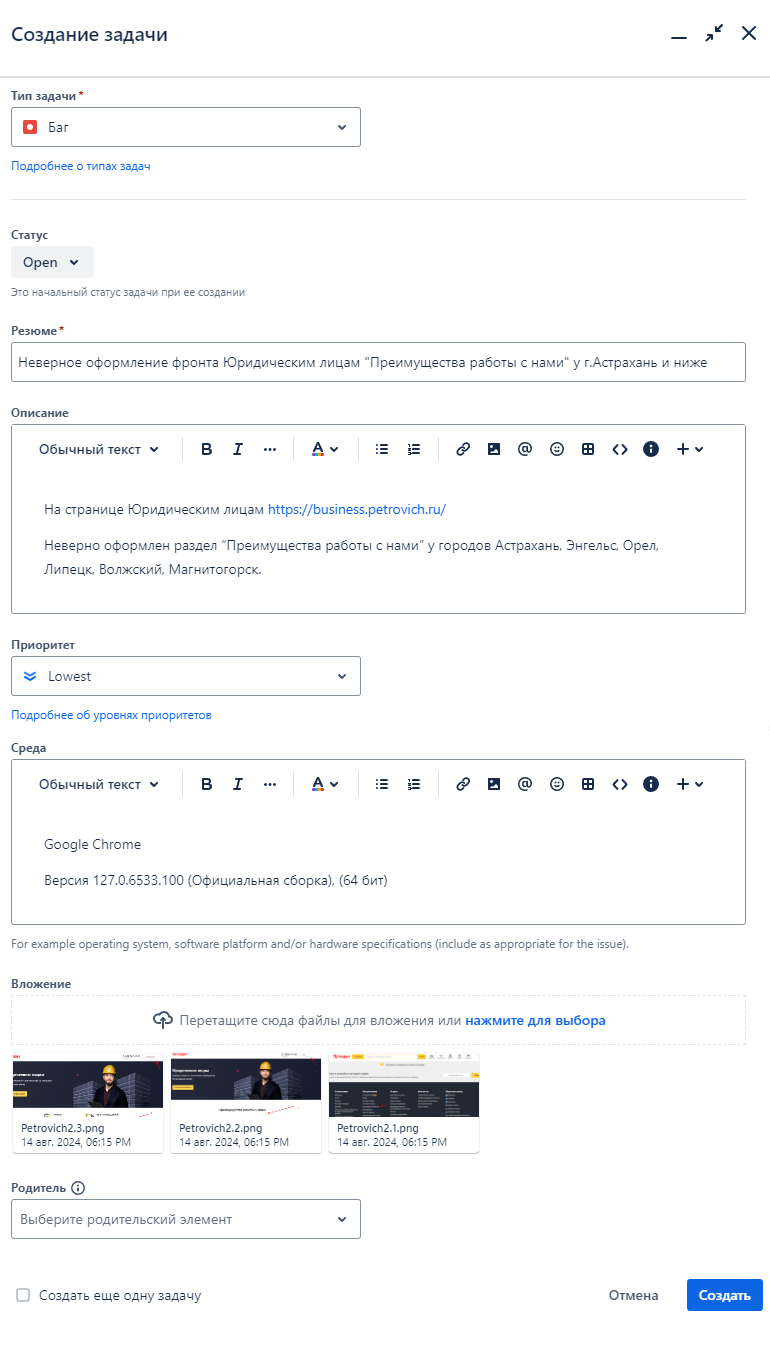 Создание задачи
Тип задачи *
Баг
Подробнее о типах задач
Статус
Open
Это начальный статус задачи при ее создании
Резюме *
Неверное оформление фронта Юридическим лицам "Преимущества работы с нами" у г.Астрахань и ниже
Описание
Обычный текст B I ... A @ <> +
На странице Юридическим лицам https://business.petrovich.ru/
Неверно оформлен раздел “Преимущества работы с нами” у городов Астрахань, Энгельс, Орел,
Липецк, Волжский, Магнитогорск.
Приоритет
Lowest
Подробнее об уровнях приоритетов
Среда
Обычный текст B I ... A @ <> +
Google Chrome
Версия 127.0.6533.100 (Официальная сборка), (64 бит)
For example operating system, software platform and/or hardware specifications (include as appropriate for the issue).
Вложение
Перетащите сюда файлы для вложения или нажмите для выбора
Petrovich2.3.png Petrovich2.2.png Petrovich2.1.png
14 авг. 2024, 06:15 PM 14 авг. 2024, 06:15 PM 14 авг. 2024, 06:15 PM
Родитель
Выберите родительский элемент
Создать еще одну задачу Отмена Создать